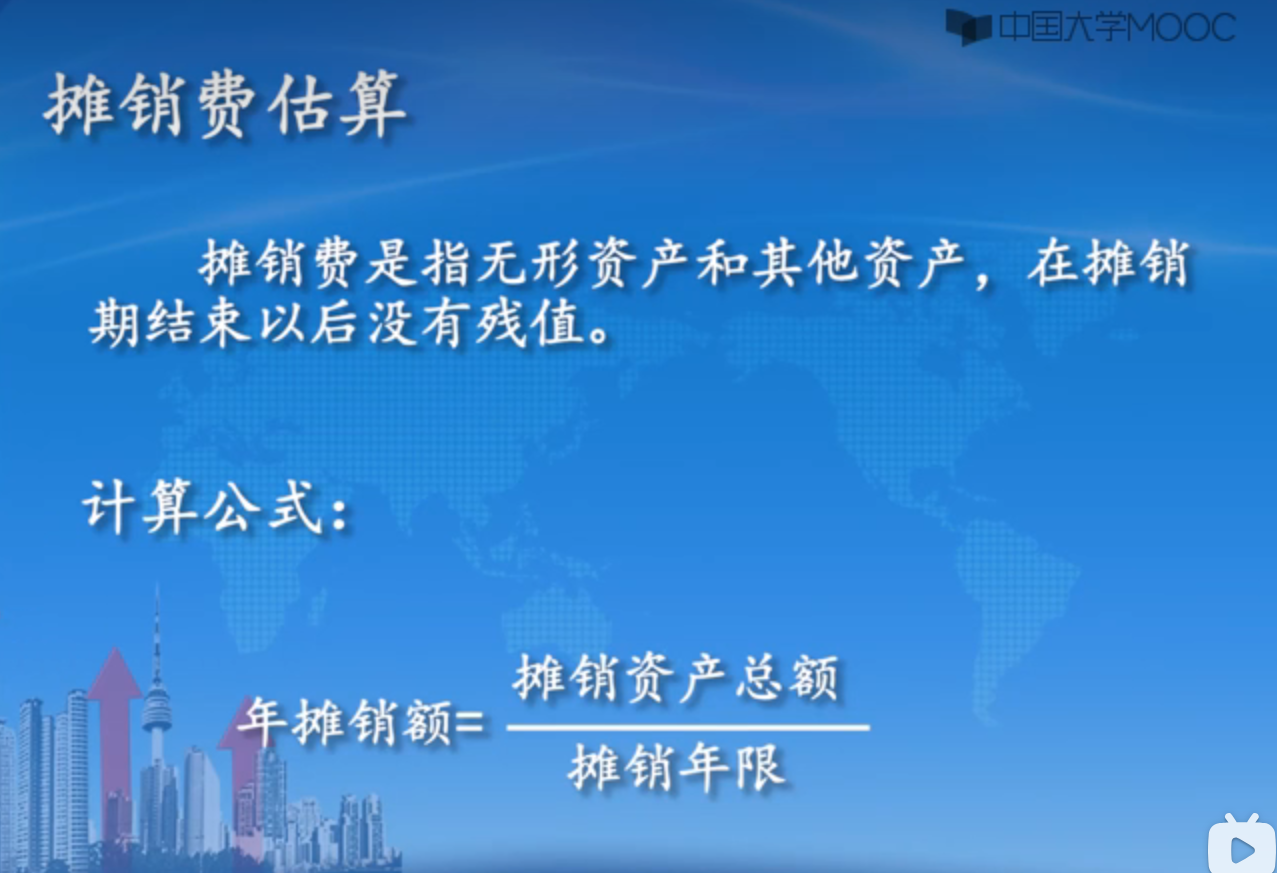 中国大学MOOC
摊销费估算
摊销费是指无形资产和其他资产，在摊销
期结束以后没有残值。
计算公式：
摊销资产总额
年摊销额=
摊销年限